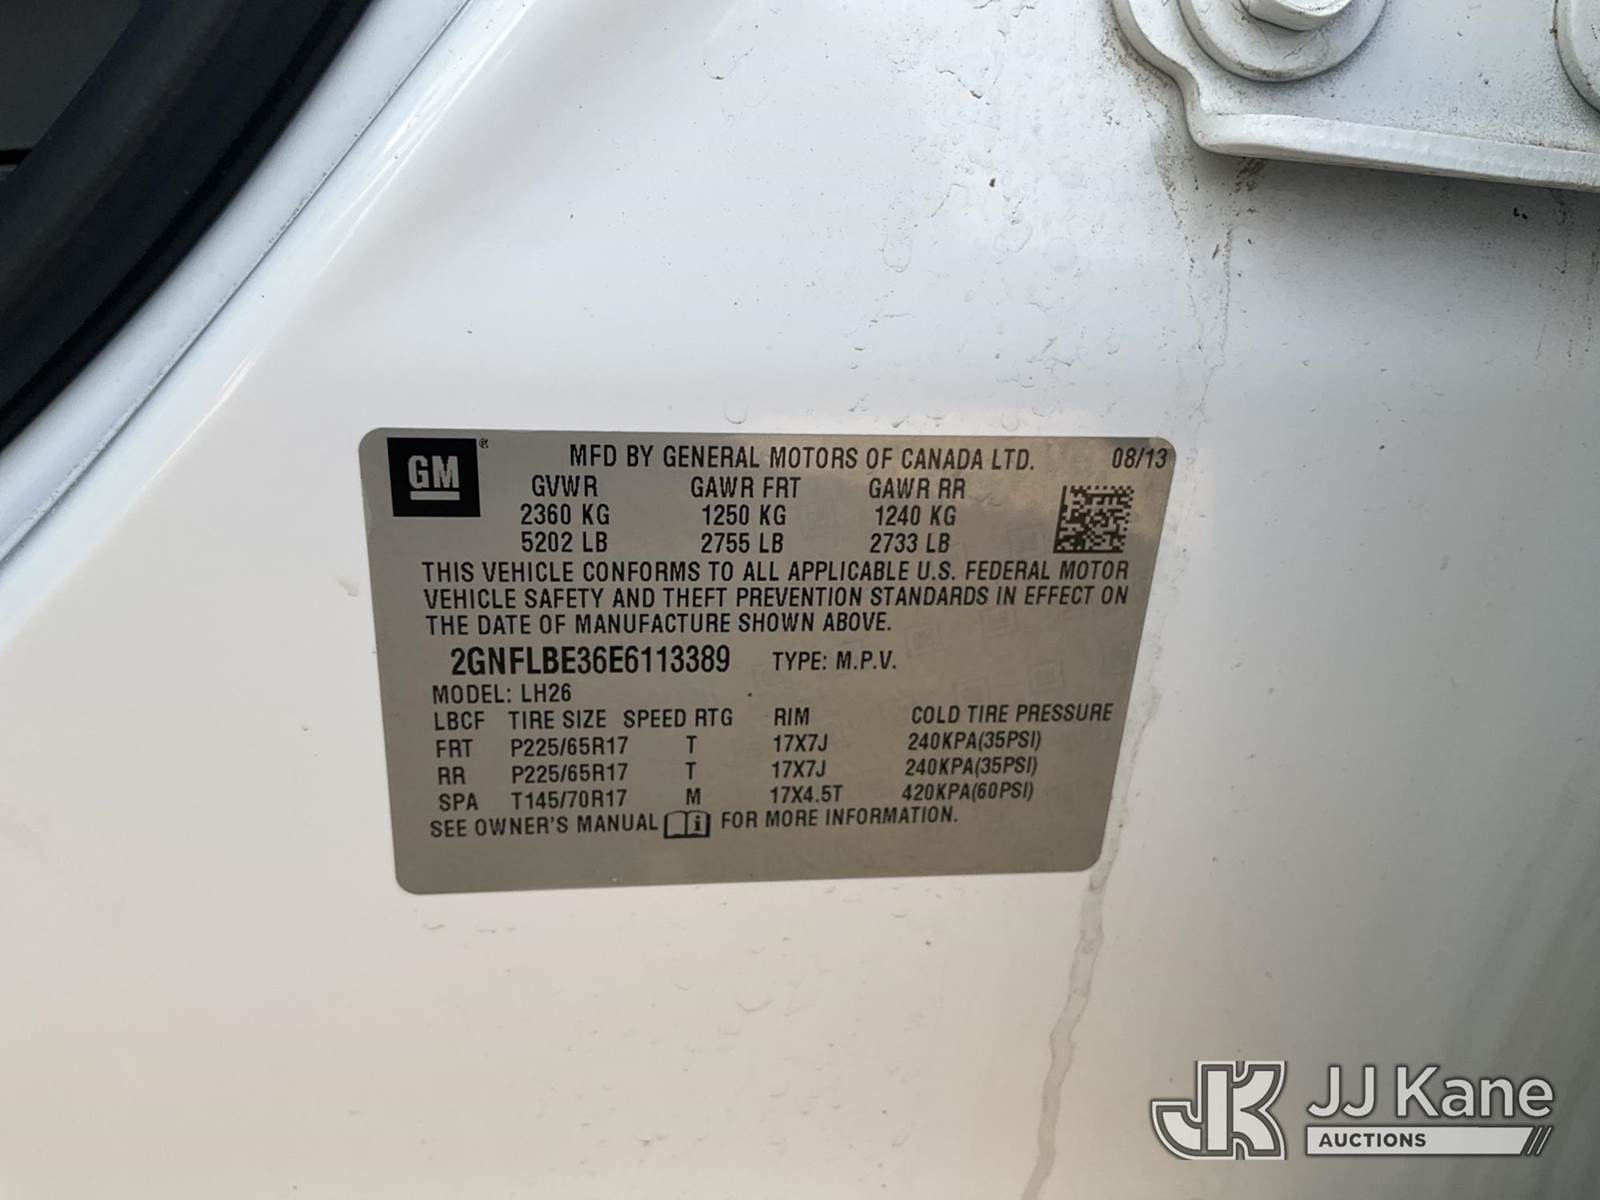 GM ® MFD BY GENERAL MOTORS OF CANADA LTD. 08/13
GVWR GAWR FRT GAWR RR
2360 KG 1250 KG 1240 KG
5202 LB 2755 LB 2733 LB
THIS VEHICLE CONFORMS TO ALL APPLICABLE U.S. FEDERAL MOTOR
VEHICLE SAFETY AND THEFT PREVENTION STANDARDS IN EFFECT ON
THE DATE OF MANUFACTURE SHOWN ABOVE.
2GNFLBE36E6113389 TYPE: M.P.V.
MODEL: LH26
LBCF TIRE SIZE SPEED RTG RIM COLD TIRE PRESSURE
FRT P225/65R17 T 17X7J 240KPA(35PSI)
RR P225/65R17 T 17X7J 240KPA(35PSI)
SPA T145/70R17 M 17X4.5T 420KPA(60PSI)
SEE OWNER'S MANUAL i FOR MORE INFORMATION.
JK JJ Kane
AUCTIONS